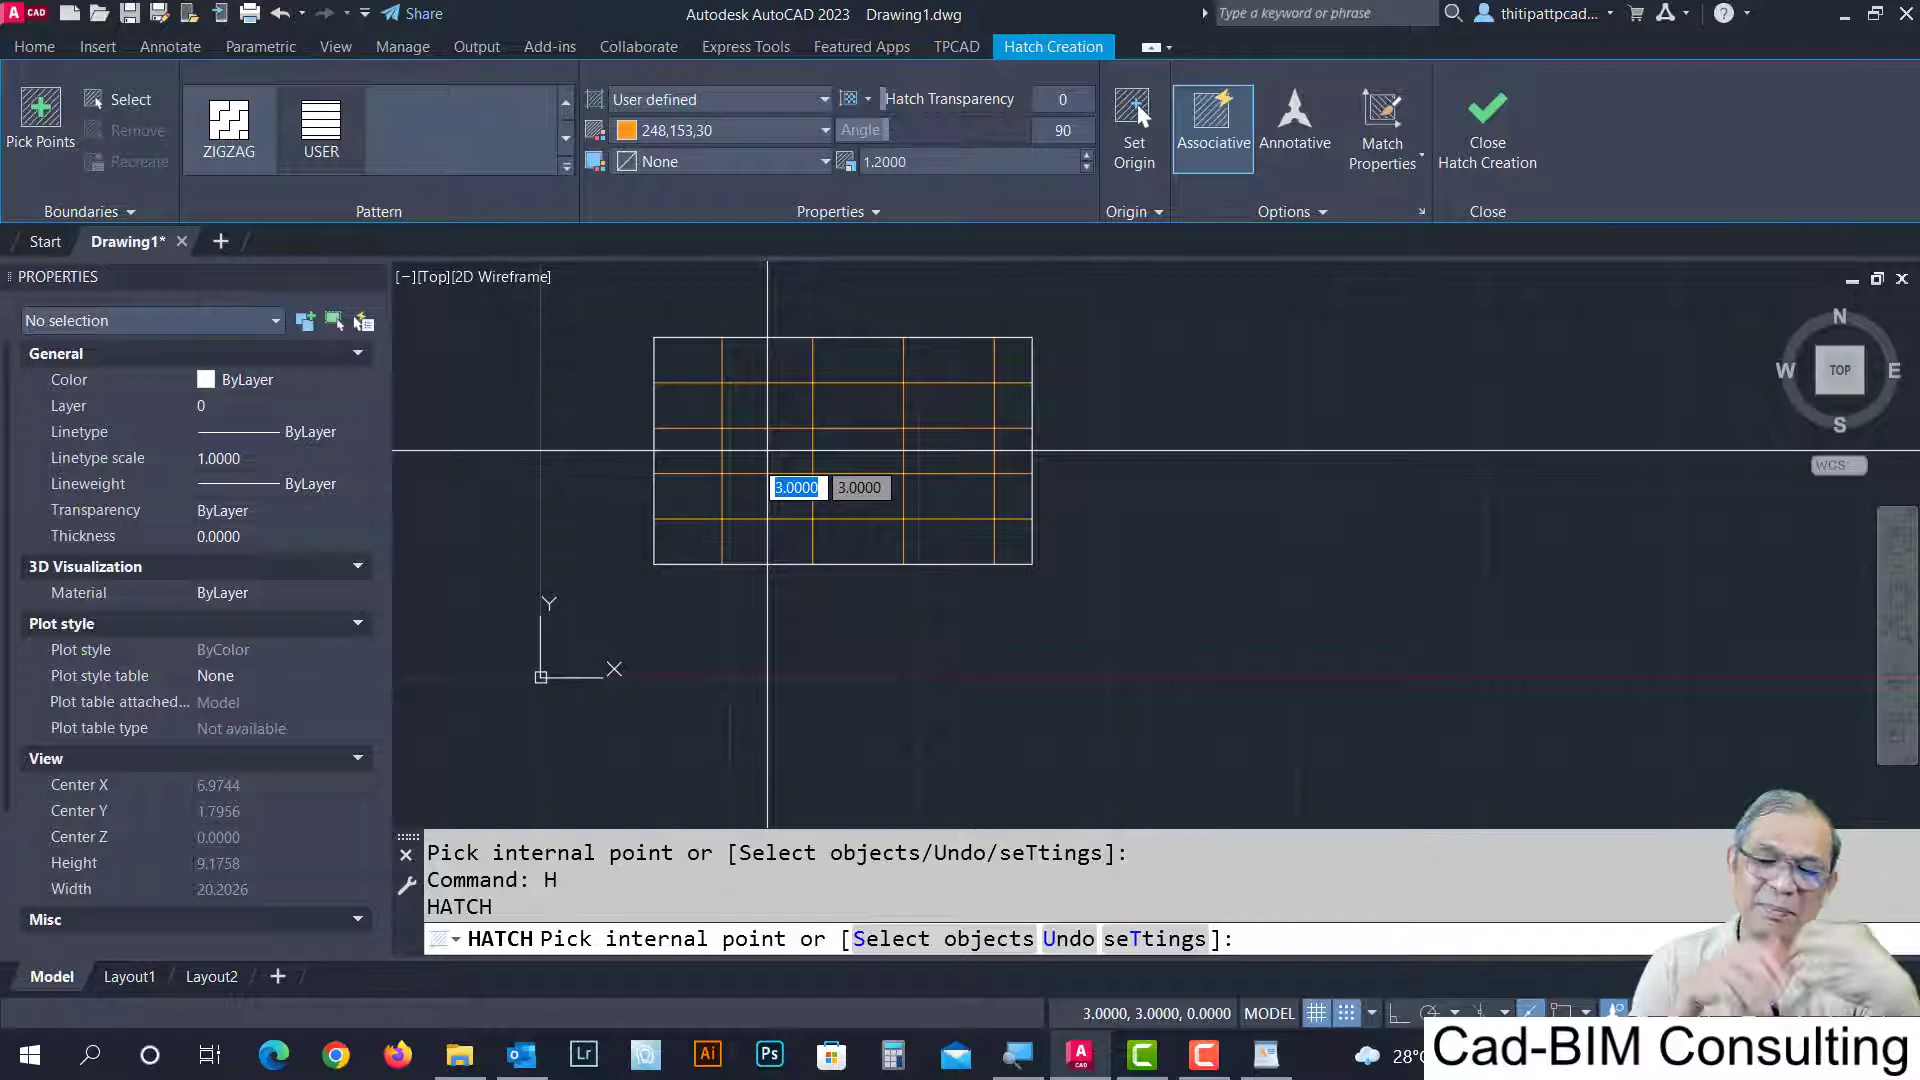 A CAD Share Autodesk AutoCAD 2023 Drawing1.dwg Type a keyword or phrase thitipattpcad...
Home Insert Annotate Parametric View Manage Output Add-ins Collaborate Express Tools Featured Apps TPCAD Hatch Creation
Pick Points
Select
Remove
Recreate
Boundaries
ZIGZAG
USER
Pattern
User defined
248,153,30
None
Hatch Transparency 0
Angle 90
1.2000
Properties
Set
Origin
Origin
Associative
Annotative
Match
Properties
Options
Close
Hatch Creation
Close
Start Drawing1*
PROPERTIES
No selection
General
Color ByLayer
Layer 0
Linetype ByLayer
Linetype scale 1.0000
Lineweight ByLayer
Transparency ByLayer
Thickness 0.0000
3D Visualization
Material ByLayer
Plot style
Plot style ByColor
Plot style table None
Plot table attached... Model
Plot table type Not available
View
Center X 6.9744
Center Y 1.7956
Center Z 0.0000
Height 9.1758
Width 20.2026
Misc
[−][Top][2D Wireframe]
N
W TOP E
S
WCS
3.0000 3.0000
Y
X
Pick internal point or [Select objects/Undo/seTtings]:
Command: H
HATCH
HATCH Pick internal point or [Select objects Undo seTtings]:
Model Layout1 Layout2
3.0000, 3.0000, 0.0000 MODEL
Lr Ai Ps A CAD C C 28°
Cad-BIM Consulting